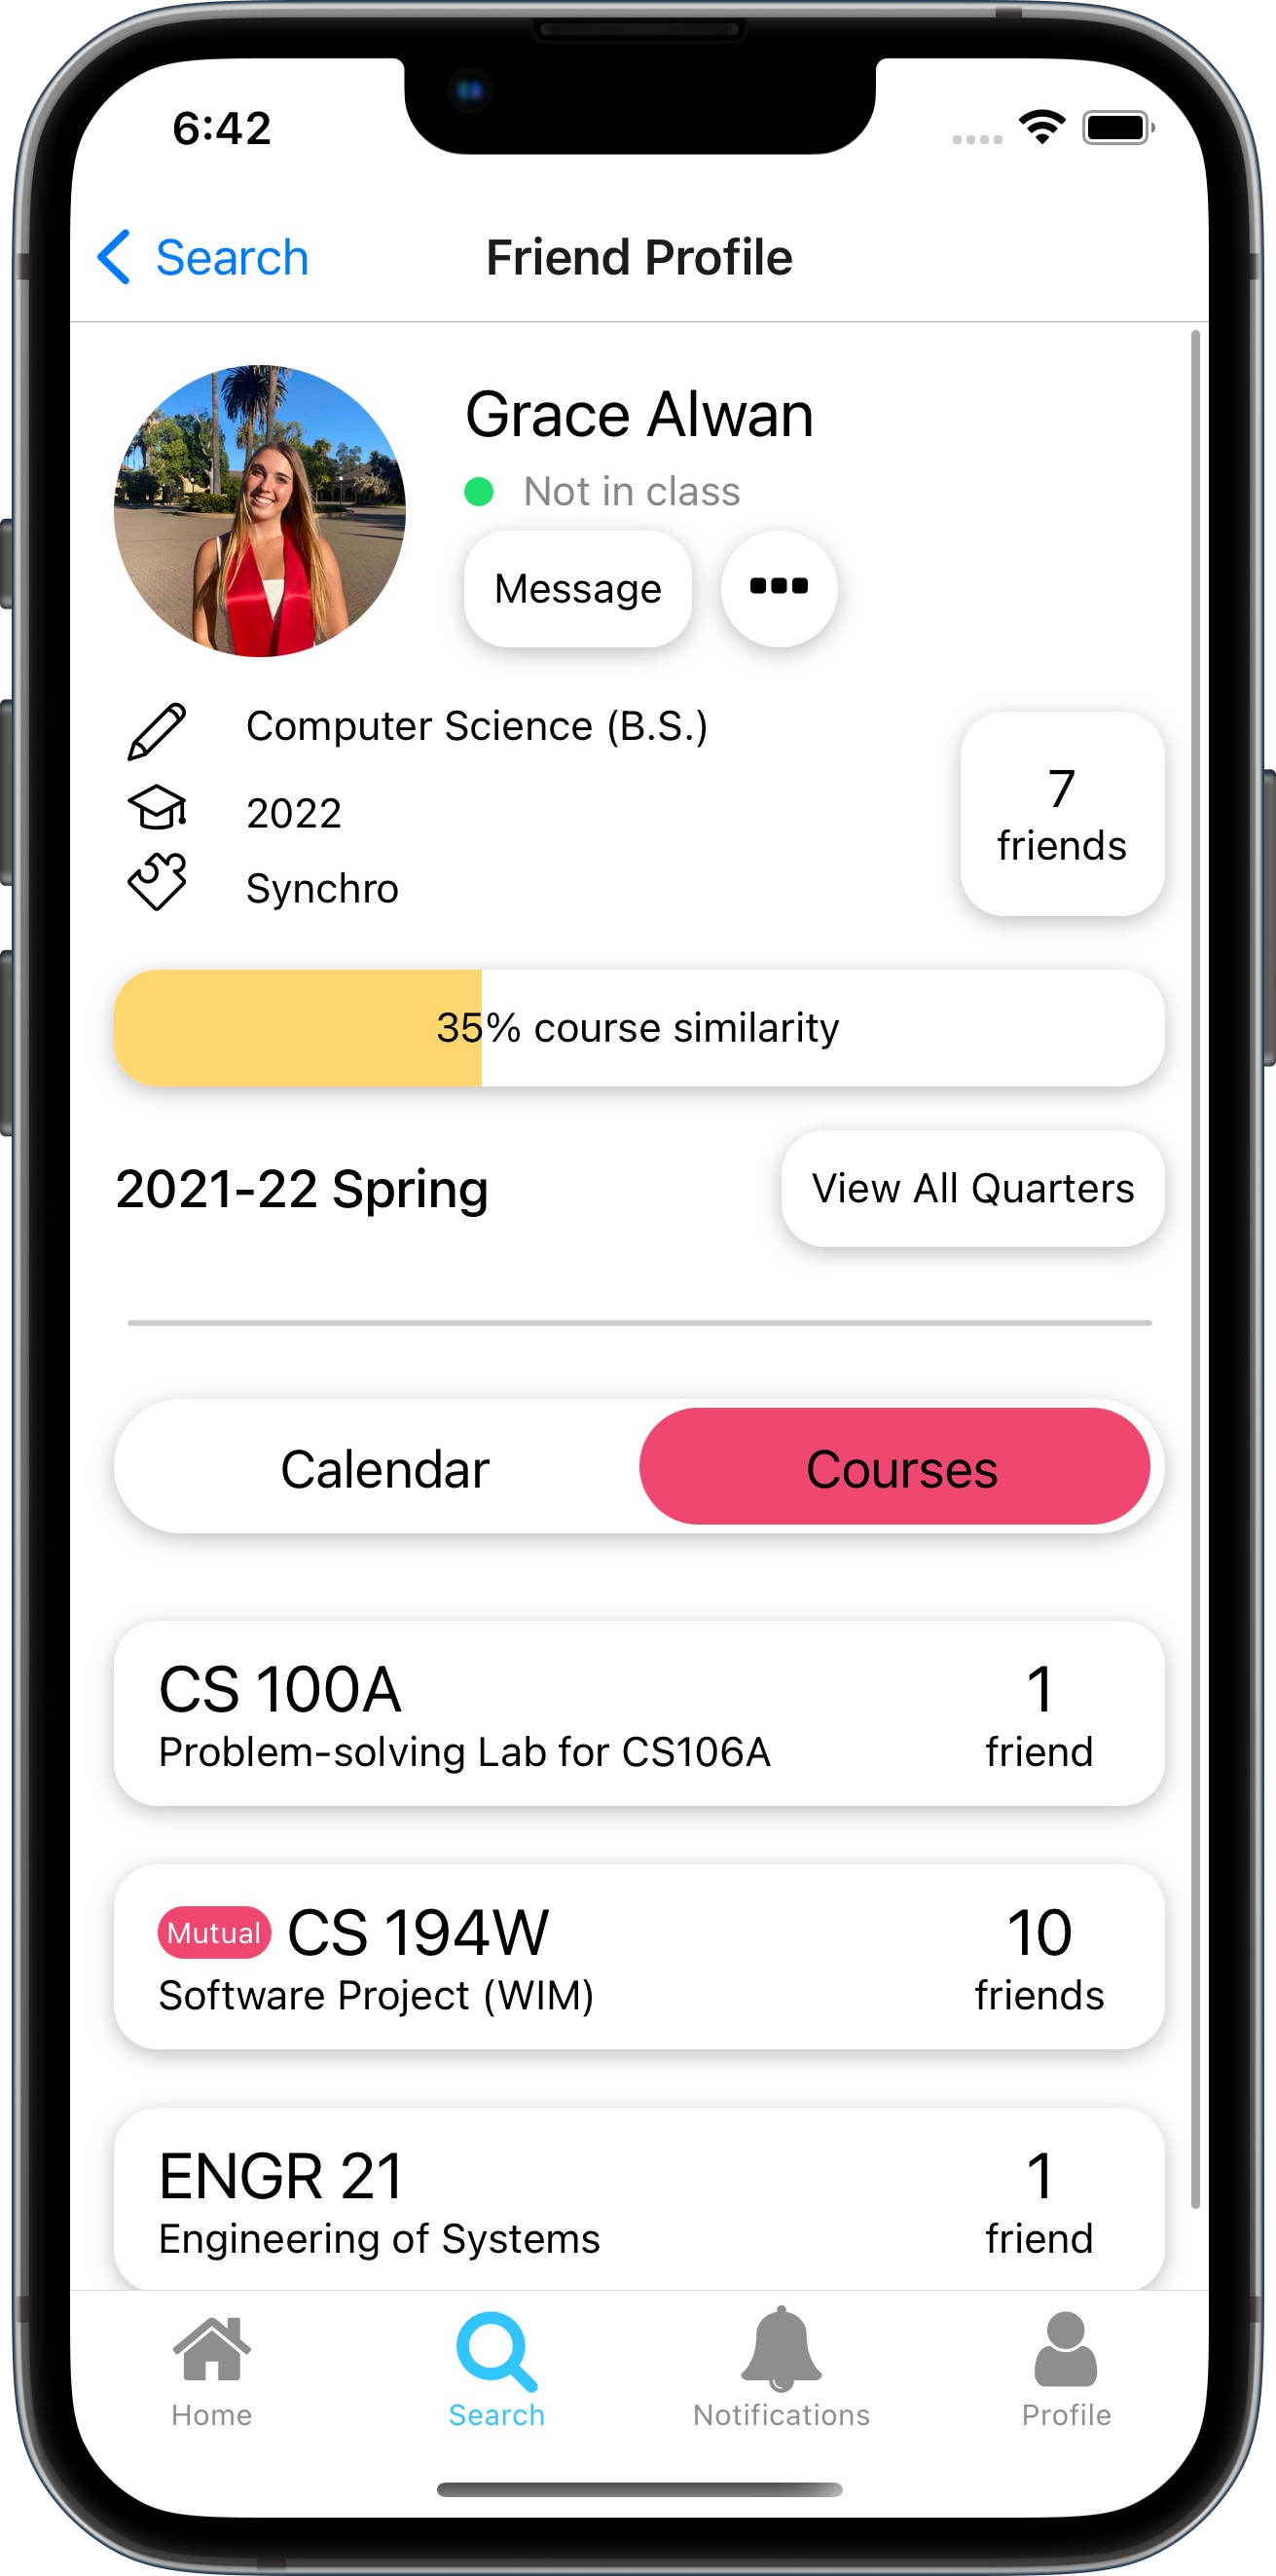 6:42
Search
Friend Profile
Grace Alwan
Not in class
Message
Computer Science (B.S.)
2022
Synchro
7
friends
35% course similarity
2021-22 Spring
View All Quarters
Calendar
Courses
CS 100A
1
Problem-solving Lab for CS106A
friend
Mutual CS 194W
10
Software Project (WIM)
friends
ENGR 21
1
Engineering of Systems
friend
Home
Search
Notifications
Profile